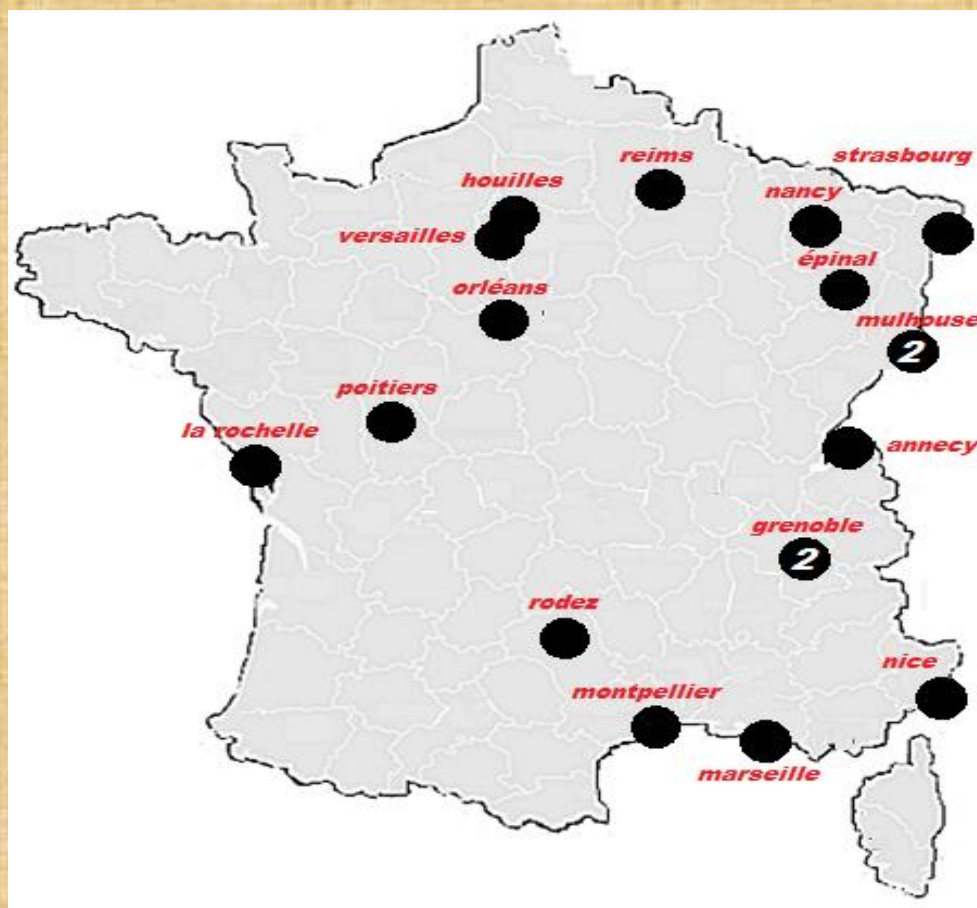 reims
strasbourg
houilles
nancy
versailles
épinal
orléans
mulhouse
2
poitiers
la rochelle
annecy
grenoble
2
rodez
nice
montpellier
marseille